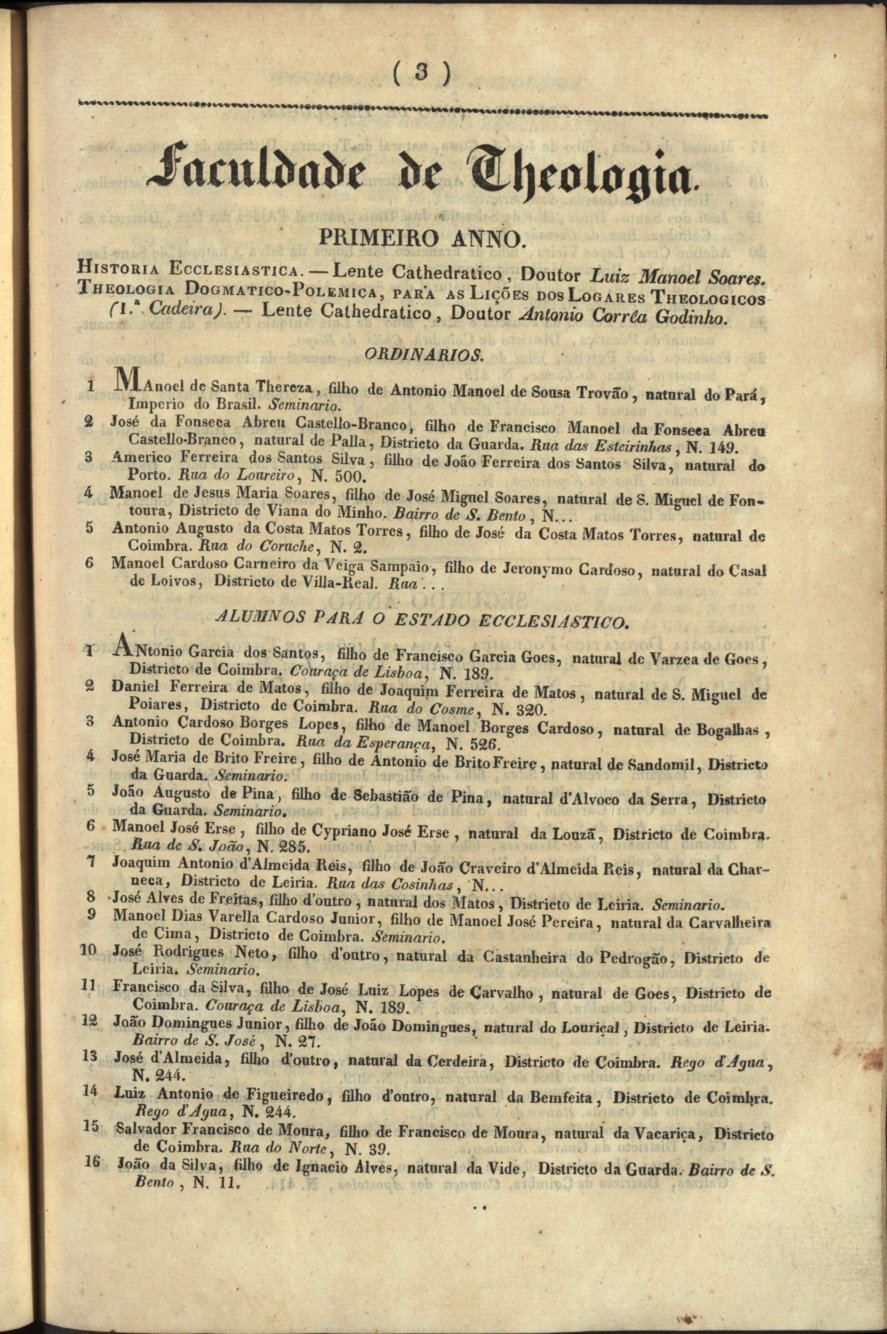 ( 3 )
Faculdade de Theologia.
PRIMEIRO ANNO.
HISTORIA ECCLESIASTICA. — Lente Cathedratico, Doutor Luiz Manoel Soares.
THEOLOGIA DOGMATICO-POLEMICA, PARA AS LIÇÕES DOS LOGARES THEOLOGICOS
(1.ª Cadeira). — Lente Cathedratico, Doutor Antonio Corrêa Godinho.
ORDINARIOS.
1 MAnoel de Santa Thereza, filho de Antonio Manoel de Sousa Trovão, natural do Pará,
Imperio do Brasil. Seminario.
2 José da Fonseca Abreu Castello-Branco, filho de Francisco Manoel da Fonseca Abreu
Castello-Branco, natural de Palla, Districto da Guarda. Rua das Esteirinhas, N. 149.
3 Americo Ferreira dos Santos Silva, filho de João Ferreira dos Santos Silva, natural do
Porto. Rua do Loureiro, N. 500.
4 Manoel de Jesus Maria Soares, filho de José Miguel Soares, natural de S. Miguel de Fon-
toura, Districto de Viana do Minho. Bairro de S. Bento, N...
5 Antonio Augusto da Costa Matos Torres, filho de José da Costa Matos Torres, natural de
Coimbra. Rua do Coruche, N. 2.
6 Manoel Cardoso Carneiro da Veiga Sampaio, filho de Jeronymo Cardoso, natural do Casal
de Loivos, Districto de Villa-Real. Rua ...
ALUMNOS PARA O ESTADO ECCLESIASTICO.
1 ANtonio Garcia dos Santos, filho de Francisco Garcia Goes, natural de Varzea de Goes,
Districto de Coimbra. Couraça de Lisboa, N. 189.
2 Daniel Ferreira de Matos, filho de Joaquim Ferreira de Matos, natural de S. Miguel de
Poiares, Districto de Coimbra. Rua do Cosme, N. 320.
3 Antonio Cardoso Borges Lopes, filho de Manoel Borges Cardoso, natural de Bogalhas,
Districto de Coimbra. Rua da Esperança, N. 526.
4 José Maria de Brito Freire, filho de Antonio de Brito Freire, natural de Sandomil, Districto
da Guarda. Seminario.
5 João Augusto de Pina, filho de Sebastião de Pina, natural d'Alvoco da Serra, Districto
da Guarda. Seminario.
6 Manoel José Erse, filho de Cypriano José Erse, natural da Louzã, Districto de Coimbra.
Rua de S. João, N. 285.
7 Joaquim Antonio d'Almeida Reis, filho de João Craveiro d'Almeida Reis, natural da Char-
neca, Districto de Leiria. Rua das Cosinhas, N...
8 José Alves de Freitas, filho d'outro, natural dos Matos, Districto de Leiria. Seminario.
9 Manoel Dias Varella Cardoso Junior, filho de Manoel José Pereira, natural da Carvalheira
de Cima, Districto de Coimbra. Seminario.
10 José Rodrigues Neto, filho d'outro, natural da Castanheira do Pedrogão, Districto de
Leiria. Seminario.
11 Francisco da Silva, filho de José Luiz Lopes de Carvalho, natural de Goes, Districto de
Coimbra. Couraça de Lisboa, N. 189.
12 João Domingues Junior, filho de João Domingues, natural do Louriçal, Districto de Leiria.
Bairro de S. José, N. 27.
13 José d'Almeida, filho d'outro, natural da Cerdeira, Districto de Coimbra. Rego d'Agua,
N. 244.
14 Luiz Antonio de Figueiredo, filho d'outro, natural da Bemfeita, Districto de Coimbra.
Rego d'Agua, N. 244.
15 Salvador Francisco de Moura, filho de Francisco de Moura, natural da Vacariça, Districto
de Coimbra. Rua do Norte, N. 39.
16 João da Silva, filho de Ignacio Alves, natural da Vide, Districto da Guarda. Bairro de S.
Bento, N. 11.